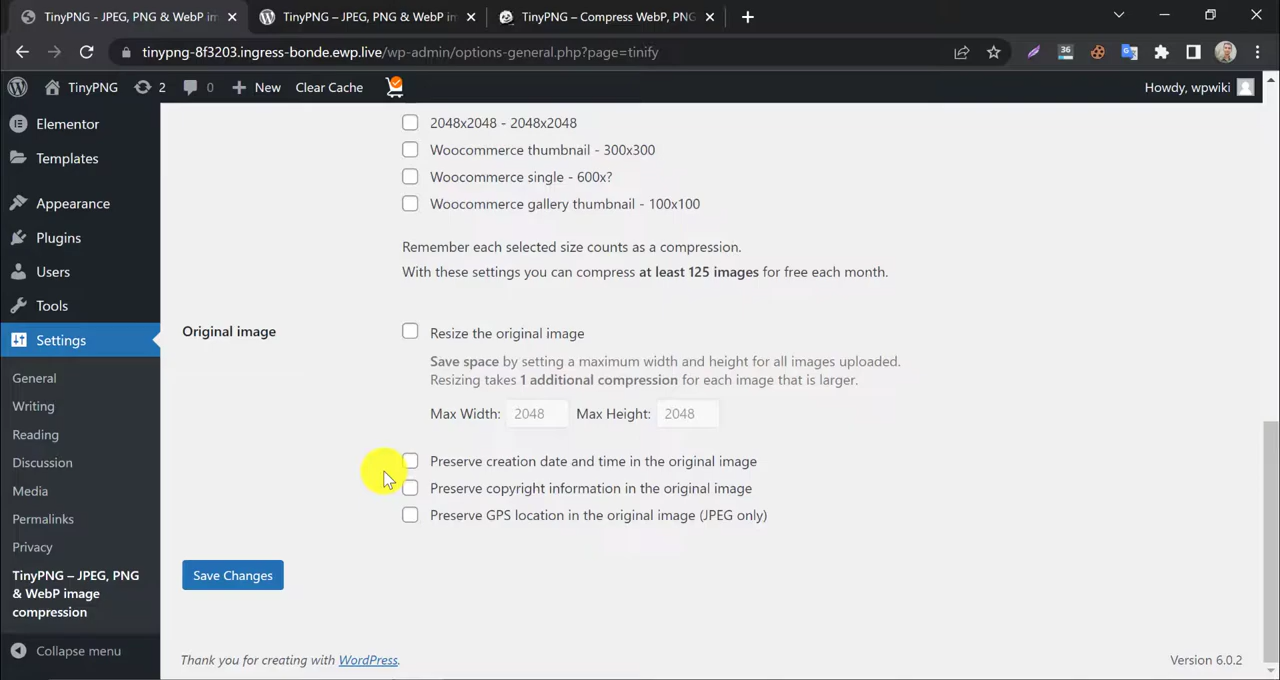 TinyPNG – JPEG, PNG & WebP im
TinyPNG – JPEG, PNG & WebP im
TinyPNG – Compress WebP, PNG
tinypng-8f3203.ingress-bonde.ewp.live/wp-admin/options-general.php?page=tinify
36
TinyPNG
2
0
New
Clear Cache
Howdy, wpwiki
Elementor
Templates
Appearance
Plugins
Users
Tools
Settings
General
Writing
Reading
Discussion
Media
Permalinks
Privacy
TinyPNG – JPEG, PNG
& WebP image
compression
Collapse menu
2048x2048 - 2048x2048
Woocommerce thumbnail - 300x300
Woocommerce single - 600x?
Woocommerce gallery thumbnail - 100x100
Remember each selected size counts as a compression.
With these settings you can compress at least 125 images for free each month.
Original image
Resize the original image
Save space by setting a maximum width and height for all images uploaded.
Resizing takes 1 additional compression for each image that is larger.
Max Width: 2048 Max Height: 2048
Preserve creation date and time in the original image
Preserve copyright information in the original image
Preserve GPS location in the original image (JPEG only)
Save Changes
Thank you for creating with WordPress.
Version 6.0.2